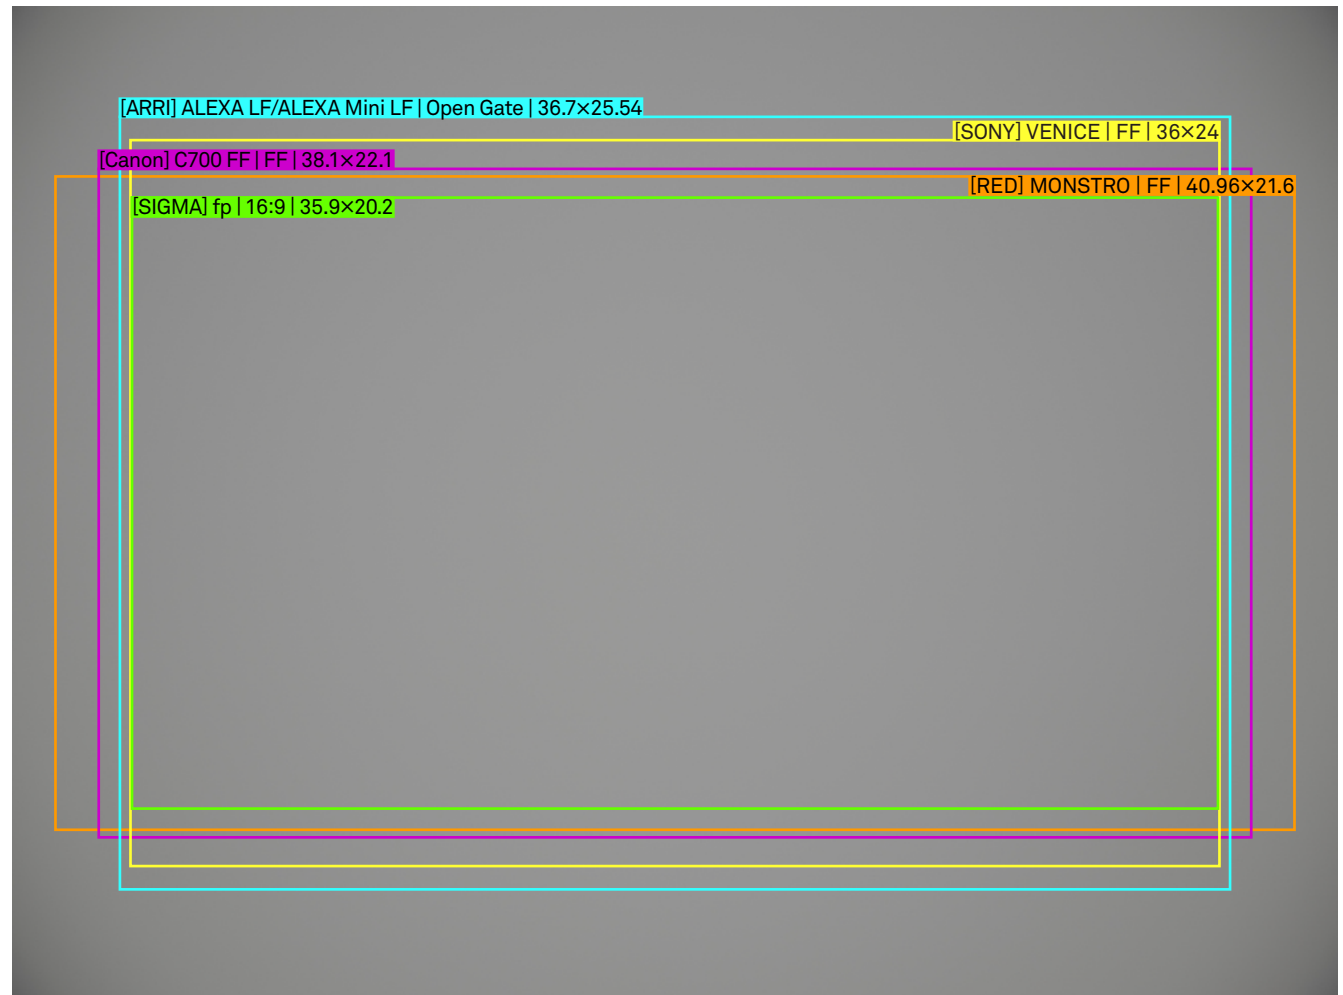 [ARRI] ALEXA LF/ALEXA Mini LF | Open Gate | 36.7×25.54
[SONY] VENICE | FF | 36×24
[Canon] C700 FF | FF | 38.1×22.1
[RED] MONSTRO | FF | 40.96×21.6
[SIGMA] fp | 16:9 | 35.9×20.2